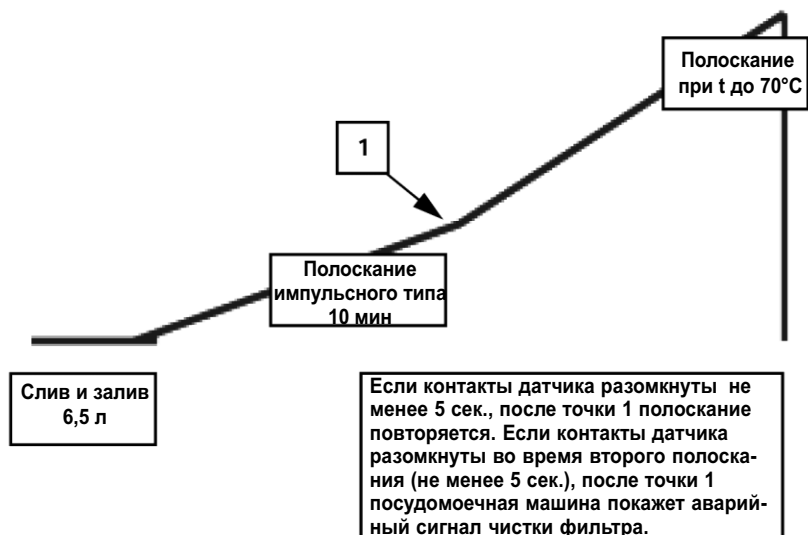 Полоскание
при t до 70°C
1
Полоскание
импульсного типа
10 мин
Слив и залив
6,5 л
Если контакты датчика разомкнуты не
менее 5 сек., после точки 1 полоскание
повторяется. Если контакты датчика
разомкнуты во время второго полоска-
ния (не менее 5 сек.), после точки 1
посудомоечная машина покажет аварий-
ный сигнал чистки фильтра.